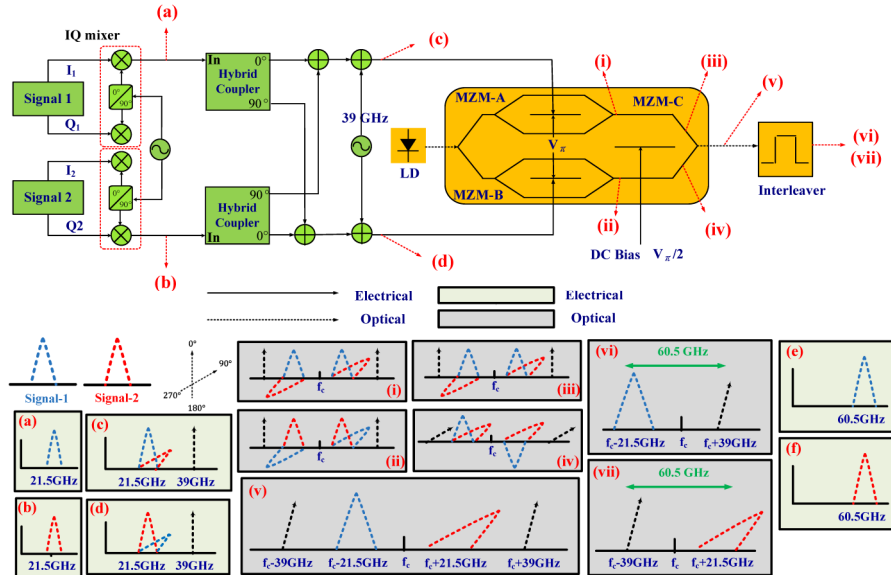 (a)
IQ mixer
(c)
I₁
In
0°
Hybrid
Coupler
90°
Signal 1
0°
90°
Q₁
39 GHz
(i)
(iii)
(v)
MZM-A
MZM-C
Vπ
LD
MZM-B
Interleaver
(vi)
(vii)
I₂
Signal 2
0°
90°
Q2
90°
Hybrid
Coupler
In
0°
(b)
(d)
(ii)
(iv)
DC Bias Vπ/2
Electrical
Electrical
Optical
Optical
Signal-1
Signal-2
0°
90°
270°
180°
fc
(i)
fc
(iii)
(vi)
60.5 GHz
fc-21.5GHz
fc
fc+39GHz
(e)
60.5GHz
(a)
21.5GHz
(c)
21.5GHz
39GHz
(ii)
fc
fc
(iv)
(b)
21.5GHz
(d)
21.5GHz
39GHz
(v)
fc-39GHz
fc-21.5GHz
fc
fc+21.5GHz
fc+39GHz
(vii)
60.5 GHz
fc-39GHz
fc
fc+21.5GHz
(f)
60.5GHz